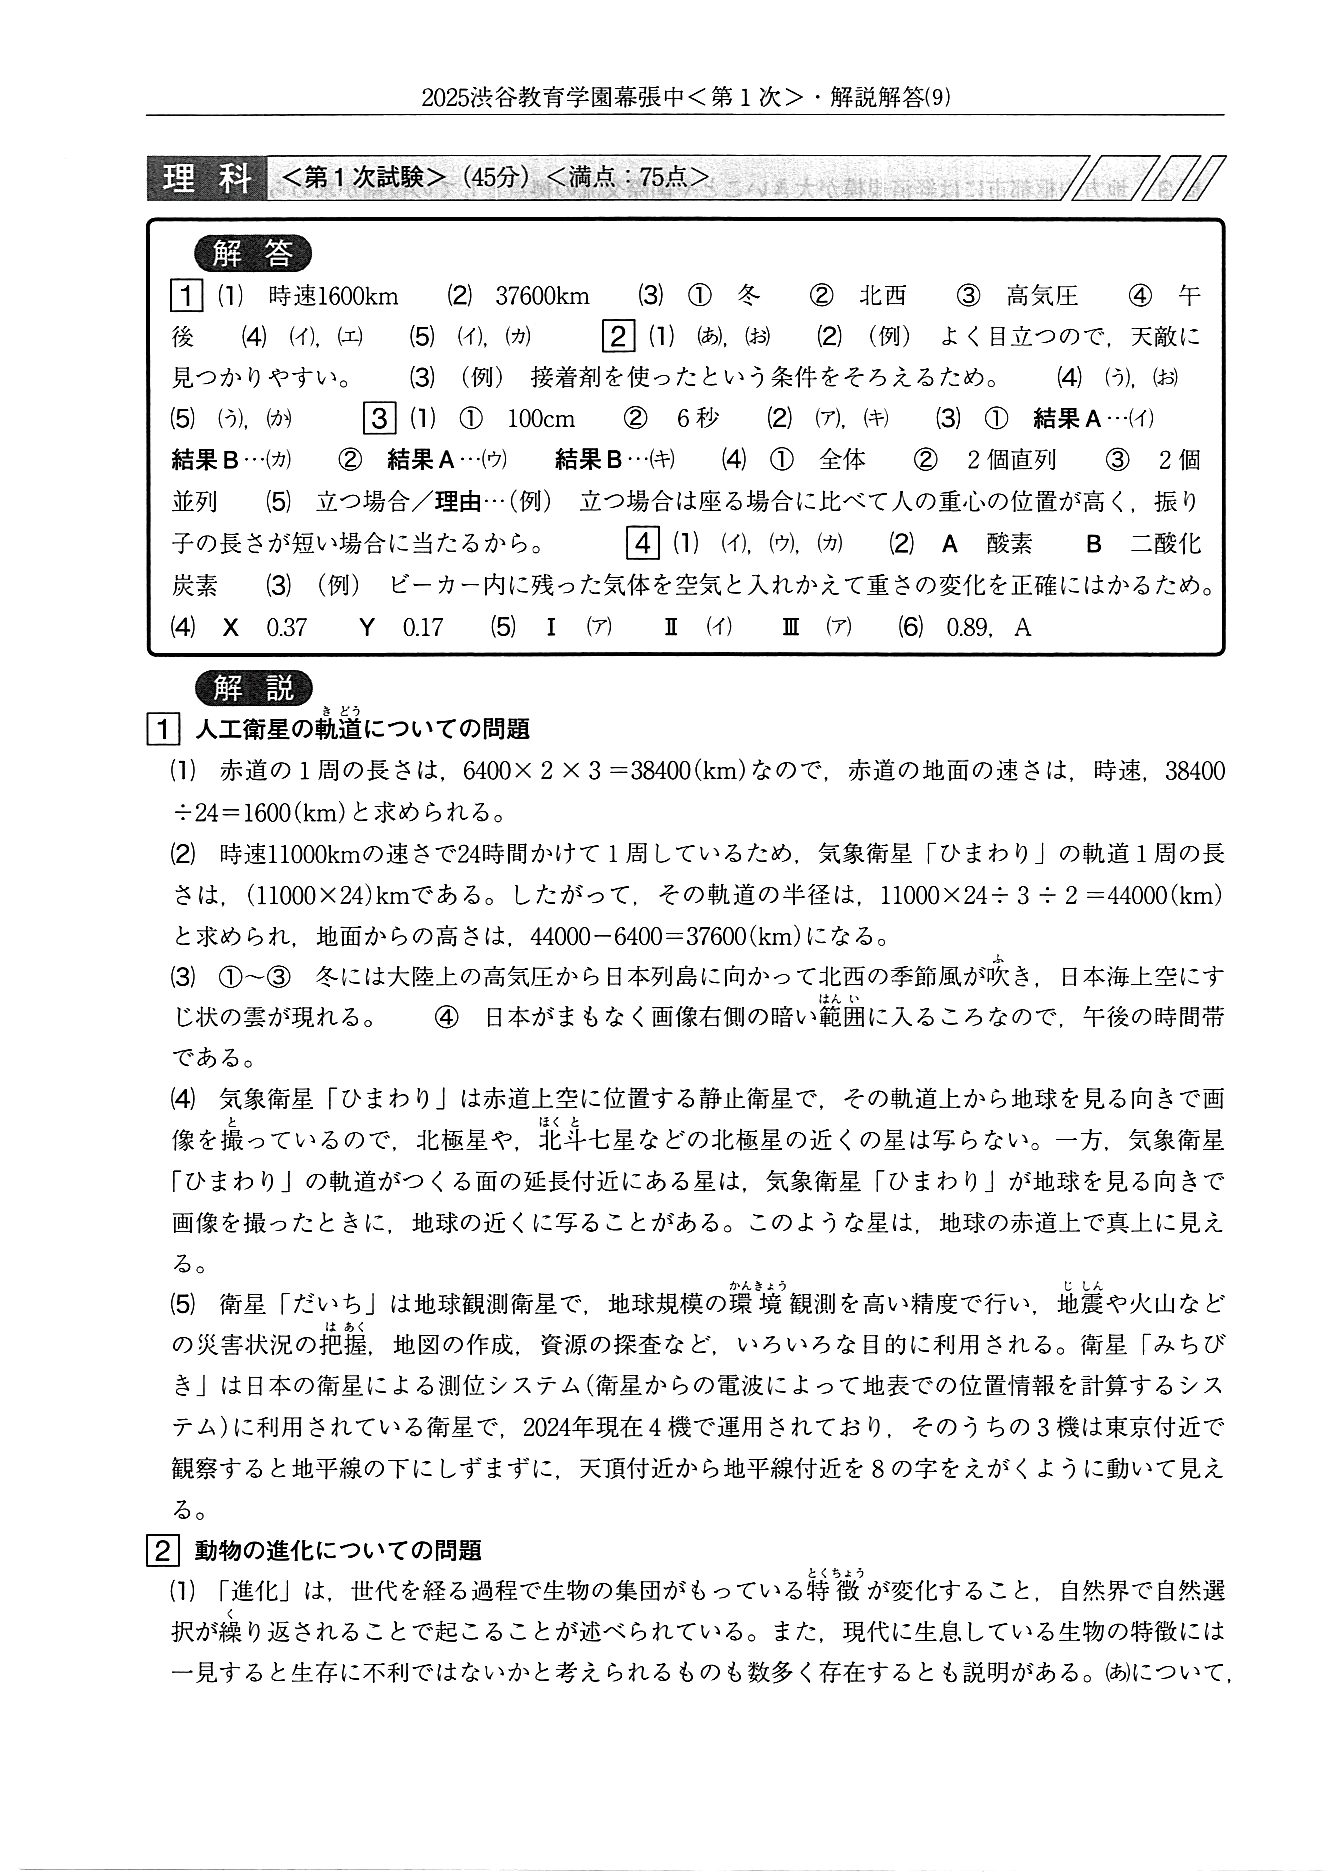 2025渋谷教育学園幕張中＜第1次＞・解説解答(9)
理科 ＜第1次試験＞ (45分) ＜満点：75点＞
解答
1 (1) 時速1600km (2) 37600km (3) ① 冬 ② 北西 ③ 高気圧 ④ 午
後 (4) (イ), (エ) (5) (イ), (カ) 2 (1) (あ), (お) (2) (例) よく目立つので，天敵に
見つかりやすい。 (3) (例) 接着剤を使ったという条件をそろえるため。 (4) (う), (お)
(5) (う), (か) 3 (1) ① 100cm ② 6秒 (2) (ア), (キ) (3) ① 結果A…(イ)
結果B…(カ) ② 結果A…(ウ) 結果B…(キ) (4) ① 全体 ② 2個直列 ③ 2個
並列 (5) 立つ場合／理由…(例) 立つ場合は座る場合に比べて人の重心の位置が高く，振り
子の長さが短い場合に当たるから。 4 (1) (イ), (ウ), (カ) (2) A 酸素 B 二酸化
炭素 (3) (例) ビーカー内に残った気体を空気と入れかえて重さの変化を正確にはかるため。
(4) X 0.37 Y 0.17 (5) Ⅰ (ア) Ⅱ (イ) Ⅲ (ア) (6) 0.89, A
解説
1 人工衛星の軌道についての問題
(1) 赤道の1周の長さは，6400×2×3＝38400(km)なので，赤道の地面の速さは，時速，38400
÷24＝1600(km)と求められる。
(2) 時速11000kmの速さで24時間かけて1周しているため，気象衛星「ひまわり」の軌道1周の長
さは，(11000×24)kmである。したがって，その軌道の半径は，11000×24÷3÷2＝44000(km)
と求められ，地面からの高さは，44000－6400＝37600(km)になる。
(3) ①～③ 冬には大陸上の高気圧から日本列島に向かって北西の季節風が吹き，日本海上空にす
じ状の雲が現れる。 ④ 日本がまもなく画像右側の暗い範囲に入るころなので，午後の時間帯
である。
(4) 気象衛星「ひまわり」は赤道上空に位置する静止衛星で，その軌道上から地球を見る向きで画
像を撮っているので，北極星や，北斗七星などの北極星の近くの星は写らない。一方，気象衛星
「ひまわり」の軌道がつくる面の延長付近にある星は，気象衛星「ひまわり」が地球を見る向きで
画像を撮ったときに，地球の近くに写ることがある。このような星は，地球の赤道上で真上に見え
る。
(5) 衛星「だいち」は地球観測衛星で，地球規模の環境観測を高い精度で行い，地震や火山など
の災害状況の把握，地図の作成，資源の探査など，いろいろな目的に利用される。衛星「みちび
き」は日本の衛星による測位システム(衛星からの電波によって地表での位置情報を計算するシス
テム)に利用されている衛星で，2024年現在4機で運用されており，そのうちの3機は東京付近で
観察すると地平線の下にしずまずに，天頂付近から地平線付近を8の字をえがくように動いて見え
る。
2 動物の進化についての問題
(1) 「進化」は，世代を経る過程で生物の集団がもっている特徴が変化すること，自然界で自然選
択が繰り返されることで起こることが述べられている。また，現代に生息している生物の特徴には
一見すると生存に不利ではないかと考えられるものも数多く存在するとも説明がある。(あ)について，